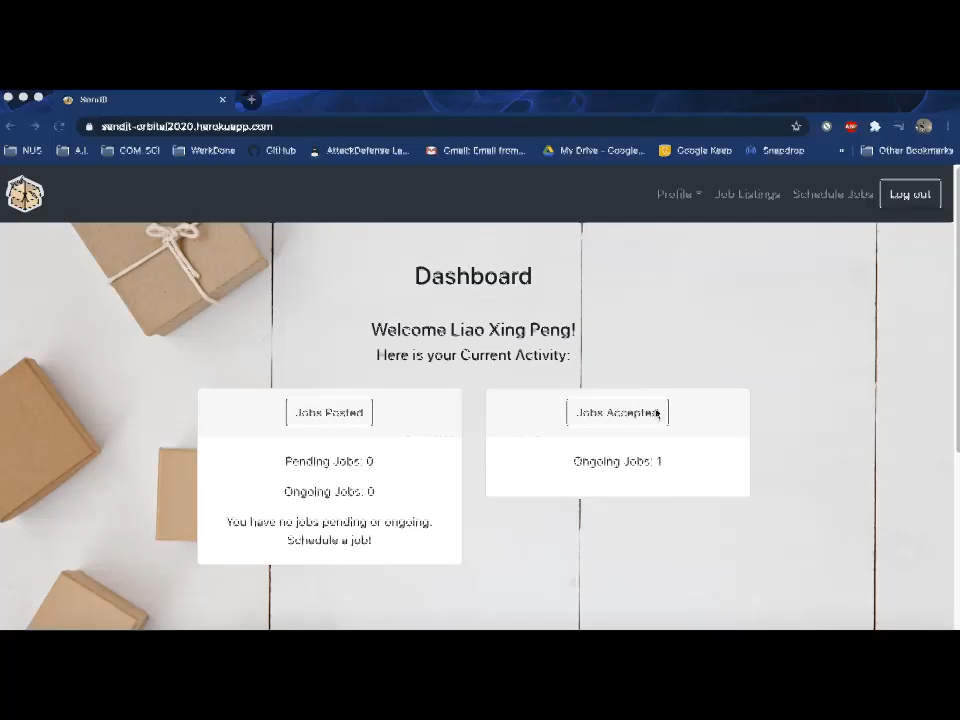 SendIt
sendit-orbital2020.herokuapp.com
NUS
A.I.
COM SCI
WorkDone
GitHub
AttackDefense La...
Gmail: Email from...
My Drive - Google...
Google Keep
Snapdrop
»
Other Bookmarks
Profile
Job Listings
Schedule Jobs
Log out
Dashboard
Welcome Liao Xing Peng!
Here is your Current Activity:
Jobs Posted
Pending Jobs: 0
Ongoing Jobs: 0
You have no jobs pending or ongoing.
Schedule a job!
Jobs Accepted
Ongoing Jobs: 1